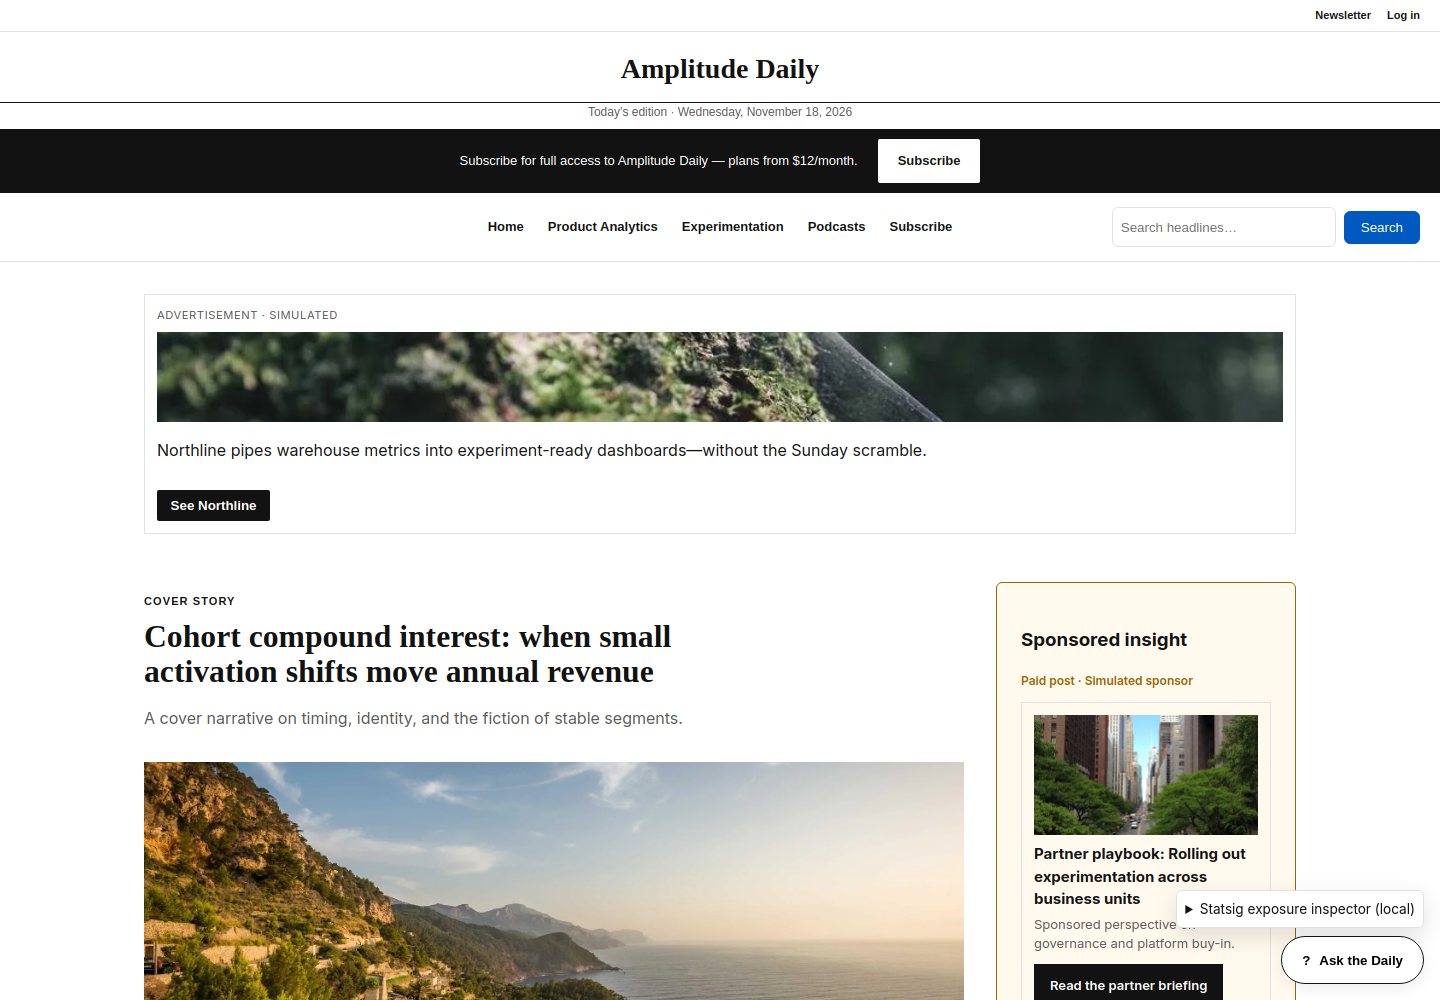 Newsletter Log in
Amplitude Daily
Today's edition · Wednesday, November 18, 2026
Subscribe for full access to Amplitude Daily — plans from $12/month. Subscribe
Home Product Analytics Experimentation Podcasts Subscribe Search headlines… Search
ADVERTISEMENT · SIMULATED
Northline pipes warehouse metrics into experiment-ready dashboards—without the Sunday scramble.
See Northline
COVER STORY
Cohort compound interest: when small
activation shifts move annual revenue
A cover narrative on timing, identity, and the fiction of stable segments.
Sponsored insight
Paid post · Simulated sponsor
Partner playbook: Rolling out
experimentation across
business units
Sponsored perspective
governance and platform buy-in.
Read the partner briefing
▶ Statsig exposure inspector (local)
? Ask the Daily